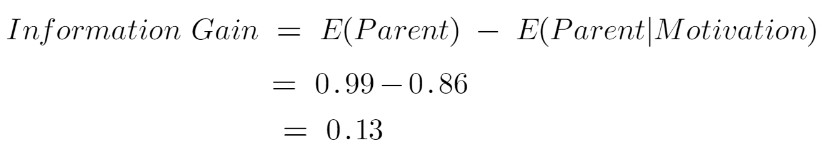 Information Gain = E(Parent) − E(Parent|Motivation)
= 0.99−0.86
= 0.13